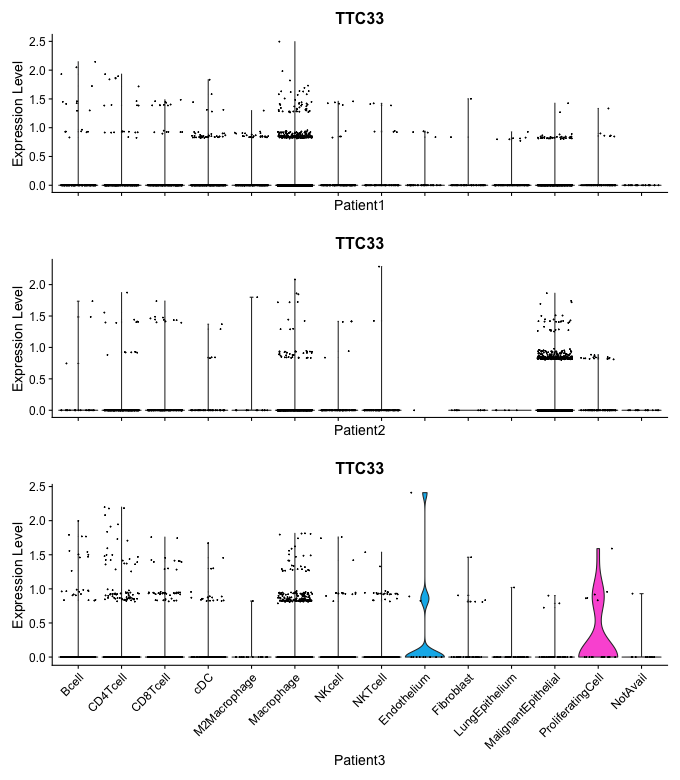 TTC33
Expression Level
2.5
2.0
1.5
1.0
0.5
0.0
Patient1
TTC33
Expression Level
2.0
1.5
1.0
0.5
0.0
Patient2
TTC33
Expression Level
2.5
2.0
1.5
1.0
0.5
0.0
Bcell
CD4Tcell
CD8Tcell
cDC
M2Macrophage
Macrophage
NKcell
NKTcell
Endothelium
Fibroblast
LungEpithelium
MalignantEpithelial
ProliferatingCell
NotAvail
Patient3